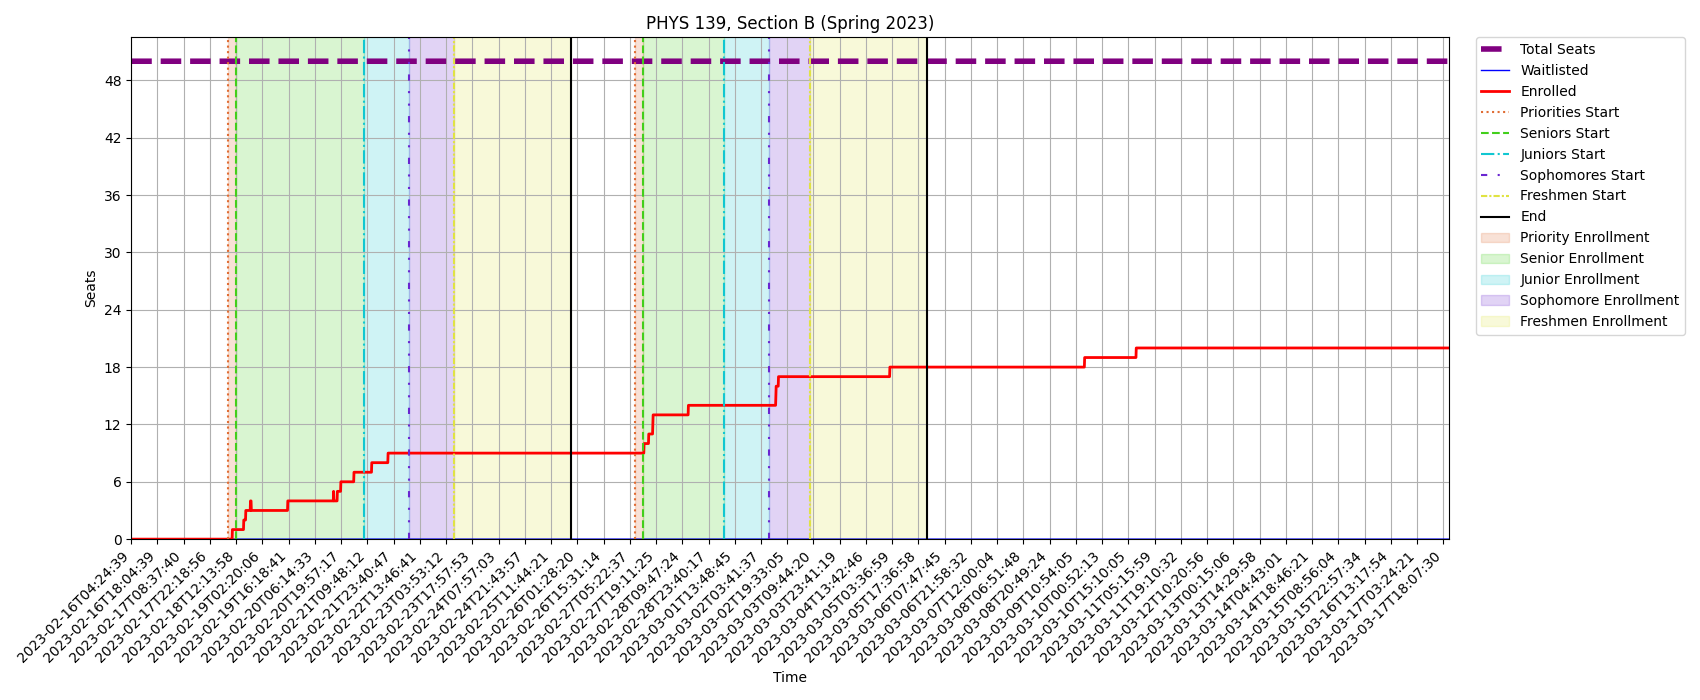 PHYS 139, Section B (Spring 2023)
Seats
48
42
36
30
24
18
12
6
0
2023-02-16T04:24:39
2023-02-16T18:04:39
2023-02-17T08:37:40
2023-02-17T22:18:56
2023-02-18T12:13:58
2023-02-19T02:20:06
2023-02-19T16:18:41
2023-02-20T06:14:33
2023-02-20T19:57:17
2023-02-21T09:48:12
2023-02-21T23:40:47
2023-02-22T13:46:41
2023-02-23T03:53:12
2023-02-23T17:57:53
2023-02-24T07:57:03
2023-02-24T21:43:57
2023-02-25T11:44:21
2023-02-26T01:28:20
2023-02-26T15:31:14
2023-02-27T05:22:37
2023-02-27T19:11:25
2023-02-28T09:47:24
2023-02-28T23:40:17
2023-03-01T13:48:45
2023-03-02T03:41:37
2023-03-02T19:33:05
2023-03-03T09:44:20
2023-03-03T23:41:19
2023-03-04T13:42:46
2023-03-05T03:36:59
2023-03-05T17:36:58
2023-03-06T07:47:45
2023-03-06T21:58:32
2023-03-07T12:00:04
2023-03-08T06:51:48
2023-03-08T20:49:24
2023-03-09T10:54:05
2023-03-10T00:52:13
2023-03-10T15:10:05
2023-03-11T05:15:59
2023-03-11T19:10:32
2023-03-12T10:20:56
2023-03-13T00:15:06
2023-03-13T14:29:58
2023-03-14T04:43:01
2023-03-14T18:46:21
2023-03-15T08:56:04
2023-03-15T22:57:34
2023-03-16T13:17:54
2023-03-17T03:24:21
2023-03-17T18:07:30
Time
Total Seats
Waitlisted
Enrolled
Priorities Start
Seniors Start
Juniors Start
Sophomores Start
Freshmen Start
End
Priority Enrollment
Senior Enrollment
Junior Enrollment
Sophomore Enrollment
Freshmen Enrollment